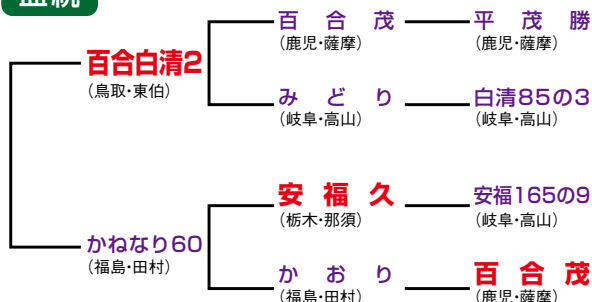 血統
百合茂
(鹿児・薩摩)
平茂勝
(鹿児・薩摩)
百合白清2
(鳥取・東伯)
みどり
(岐阜・高山)
白清85の3
(岐阜・高山)
安福久
(栃木・那須)
安福165の9
(岐阜・高山)
かねなり60
(福島・田村)
かおり
(福島・田村)
百合茂
(鹿児・薩摩)